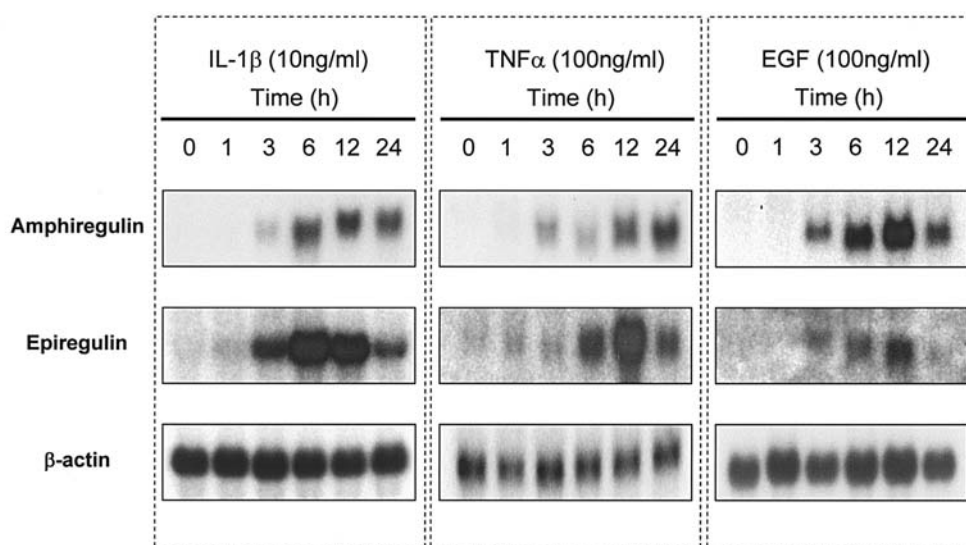 IL-1β (10ng/ml)
Time (h)
0 1 3 6 12 24
TNFα (100ng/ml)
Time (h)
0 1 3 6 12 24
EGF (100ng/ml)
Time (h)
0 1 3 6 12 24
Amphiregulin
Epiregulin
β-actin